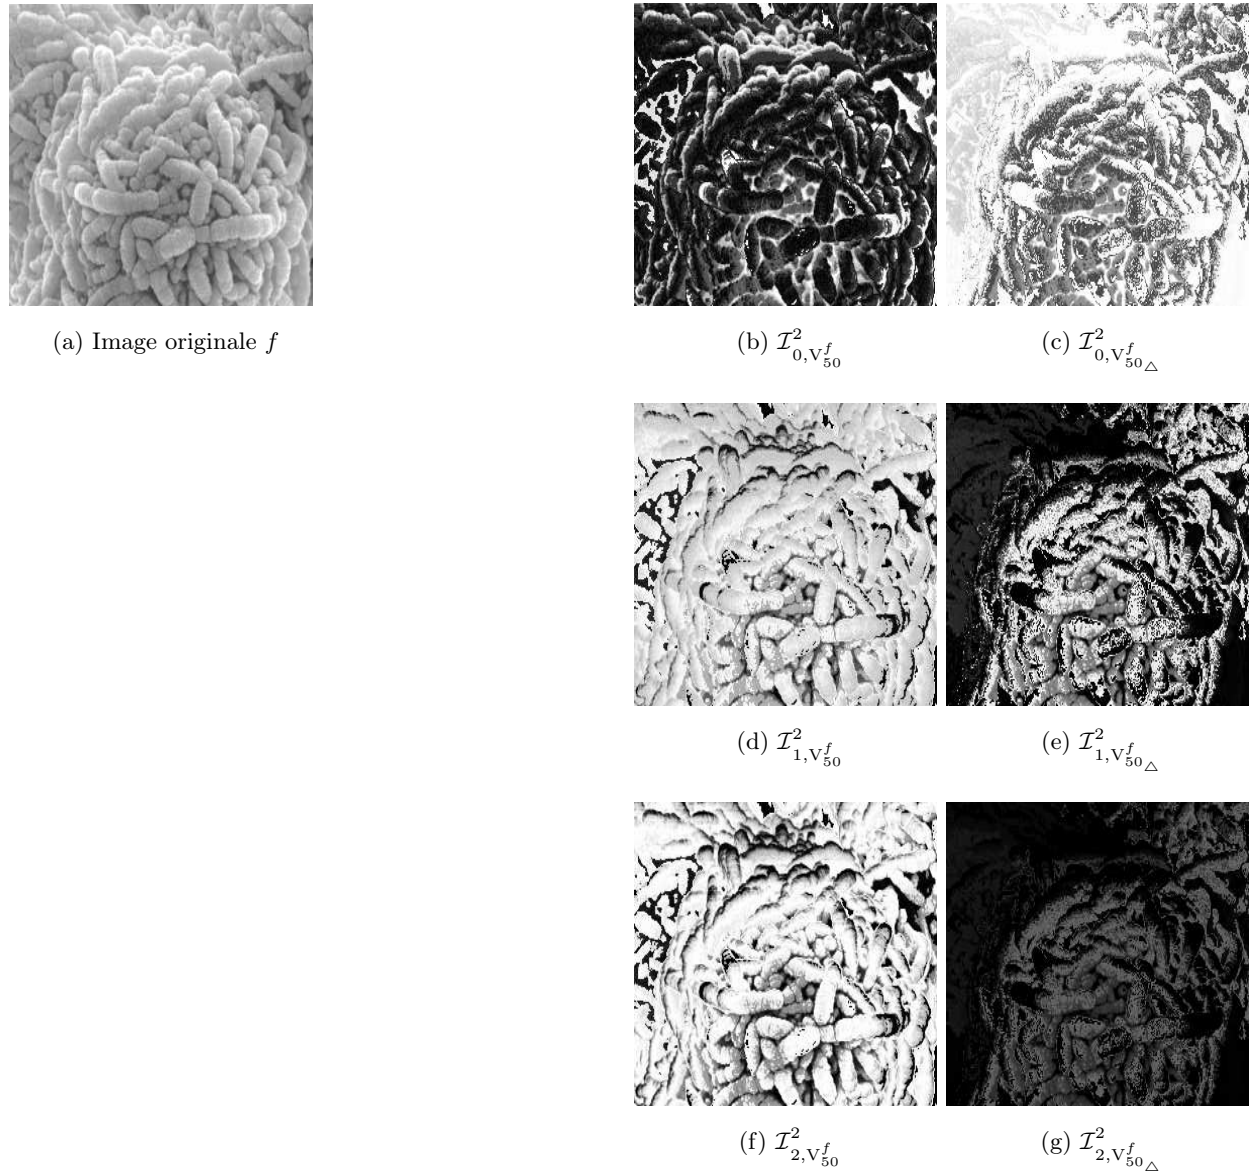 (a) Image originale $f$
(b) $\mathcal{I}^2_{0,\mathrm{V}^f_{50}}$ (c) $\mathcal{I}^2_{0,\mathrm{V}^f_{50_\triangle}}$
(d) $\mathcal{I}^2_{1,\mathrm{V}^f_{50}}$ (e) $\mathcal{I}^2_{1,\mathrm{V}^f_{50_\triangle}}$
(f) $\mathcal{I}^2_{2,\mathrm{V}^f_{50}}$ (g) $\mathcal{I}^2_{2,\mathrm{V}^f_{50_\triangle}}$